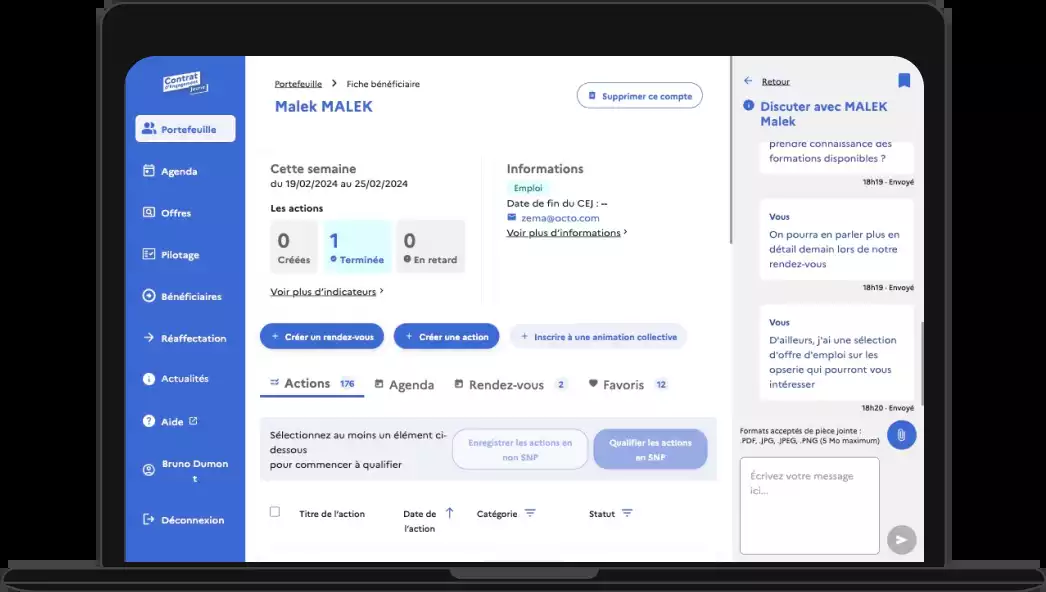 Contrat
d'Engagement
Jeune
Portefeuille
Agenda
Offres
Pilotage
Bénéficiaires
Réaffectation
Actualités
Aide
Bruno Dumon
t
Déconnexion
Portefeuille > Fiche bénéficiaire
Malek MALEK
Supprimer ce compte
Cette semaine
du 19/02/2024 au 25/02/2024
Les actions
0
Créées
1
Terminée
0
En retard
Voir plus d'indicateurs >
Informations
Emploi
Date de fin du CEJ : --
zema@octo.com
Voir plus d'informations >
+ Créer un rendez-vous
+ Créer une action
+ Inscrire à une animation collective
Actions 176
Agenda
Rendez-vous 2
Favoris 12
Sélectionnez au moins un élément ci-
dessous
pour commencer à qualifier
Enregistrer les actions en
non SNP
Qualifier les actions
en SNP
Titre de l'action
Date de
l'action
Catégorie
Statut
Retour
Discuter avec MALEK
Malek
prendre connaissance des
formations disponibles ?
18h19 · Envoyé
Vous
On pourra en parler plus en
détail demain lors de notre
rendez-vous
18h19 · Envoyé
Vous
D'ailleurs, j'ai une sélection
d'offre d'emploi sur les
opserie qui pourront vous
intéresser
18h20 · Envoyé
Formats acceptés de pièce jointe :
.PDF, .JPG, .JPEG, .PNG (5 Mo maximum)
Écrivez votre message
ici...